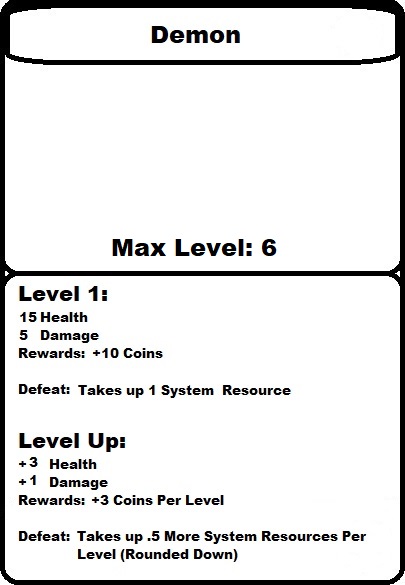 Demon
Max Level: 6
Level 1:
15 Health
5 Damage
Rewards: +10 Coins
Defeat: Takes up 1 System Resource
Level Up:
+3 Health
+1 Damage
Rewards: +3 Coins Per Level
Defeat: Takes up .5 More System Resources Per
Level (Rounded Down)